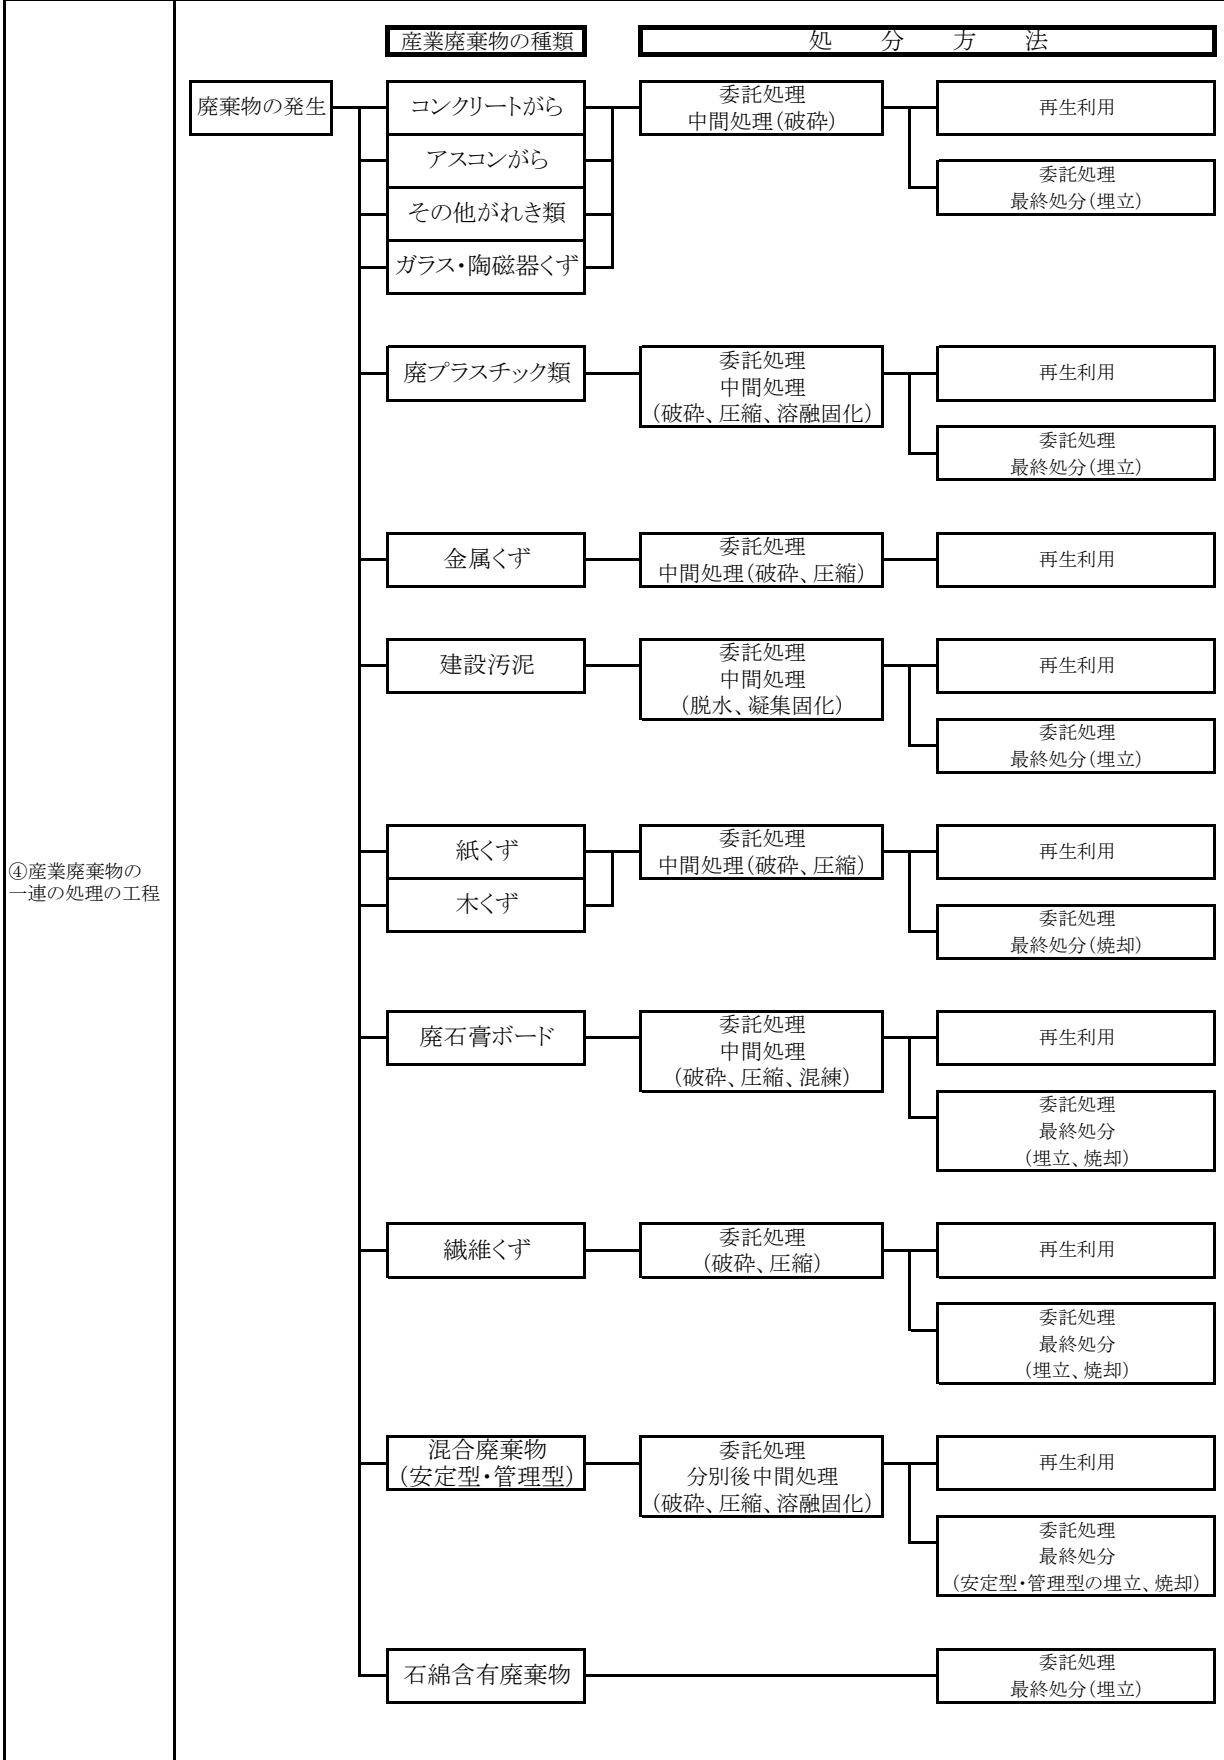 産業廃棄物の種類
処分方法
廃棄物の発生
コンクリートがら
委託処理
中間処理(破砕)
再生利用
アスコンがら
委託処理
最終処分(埋立)
その他がれき類
ガラス・陶磁器くず
廃プラスチック類
委託処理
中間処理
(破砕、圧縮、溶融固化)
再生利用
委託処理
最終処分(埋立)
金属くず
委託処理
中間処理(破砕、圧縮)
再生利用
建設汚泥
委託処理
中間処理
(脱水、凝集固化)
再生利用
委託処理
最終処分(埋立)
④産業廃棄物の
一連の処理の工程
紙くず
委託処理
中間処理(破砕、圧縮)
再生利用
木くず
委託処理
最終処分(焼却)
廃石膏ボード
委託処理
中間処理
(破砕、圧縮、混練)
再生利用
委託処理
最終処分
(埋立、焼却)
繊維くず
委託処理
(破砕、圧縮)
再生利用
委託処理
最終処分
(埋立、焼却)
混合廃棄物
(安定型・管理型)
委託処理
分別後中間処理
(破砕、圧縮、溶融固化)
再生利用
委託処理
最終処分
(安定型・管理型の埋立、焼却)
石綿含有廃棄物
委託処理
最終処分(埋立)